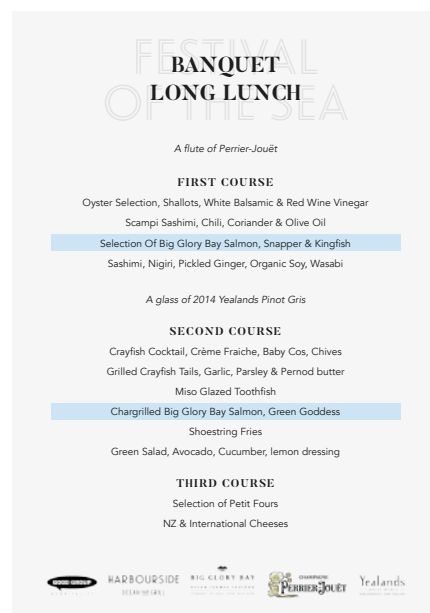 FESTIVAL
OF THE SEA
BANQUET
LONG LUNCH
A flute of Perrier-Jouët
FIRST COURSE
Oyster Selection, Shallots, White Balsamic & Red Wine Vinegar
Scampi Sashimi, Chili, Coriander & Olive Oil
Selection Of Big Glory Bay Salmon, Snapper & Kingfish
Sashimi, Nigiri, Pickled Ginger, Organic Soy, Wasabi
A glass of 2014 Yealands Pinot Gris
SECOND COURSE
Crayfish Cocktail, Crème Fraiche, Baby Cos, Chives
Grilled Crayfish Tails, Garlic, Parsley & Pernod butter
Miso Glazed Toothfish
Chargrilled Big Glory Bay Salmon, Green Goddess
Shoestring Fries
Green Salad, Avocado, Cucumber, lemon dressing
THIRD COURSE
Selection of Petit Fours
NZ & International Cheeses
GROUP
HARBOURSIDE
OCEAN BAR GRILL
BIG GLORY BAY
CHAMPAGNE
PERRIER-JOUËT
Yealands